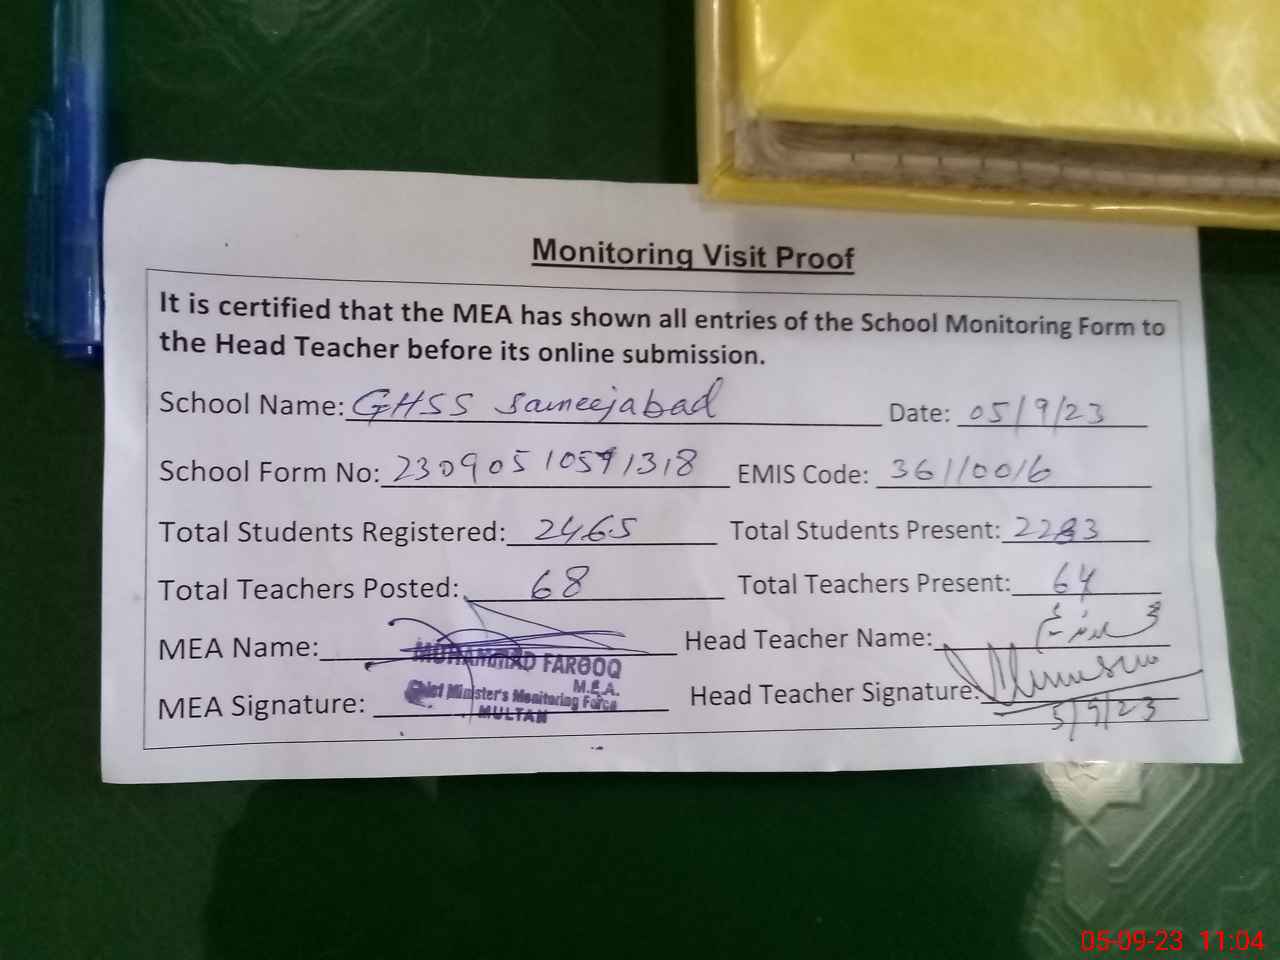 Monitoring Visit Proof
It is certified that the MEA has shown all entries of the School Monitoring Form to
the Head Teacher before its online submission.
School Name: GHSS Sameejabad Date: 05/9/23
School Form No: 23090510591318 EMIS Code: 36110016
Total Students Registered: 2465 Total Students Present: 2283
Total Teachers Posted: 68 Total Teachers Present: 64
MEA Name: Head Teacher Name:
MUHAMMAD FAROOQ
M.E.A.
Chief Minister's Monitoring Force
MULTAN
MEA Signature: Head Teacher Signature:
5/9/23
05-09-23 11:04